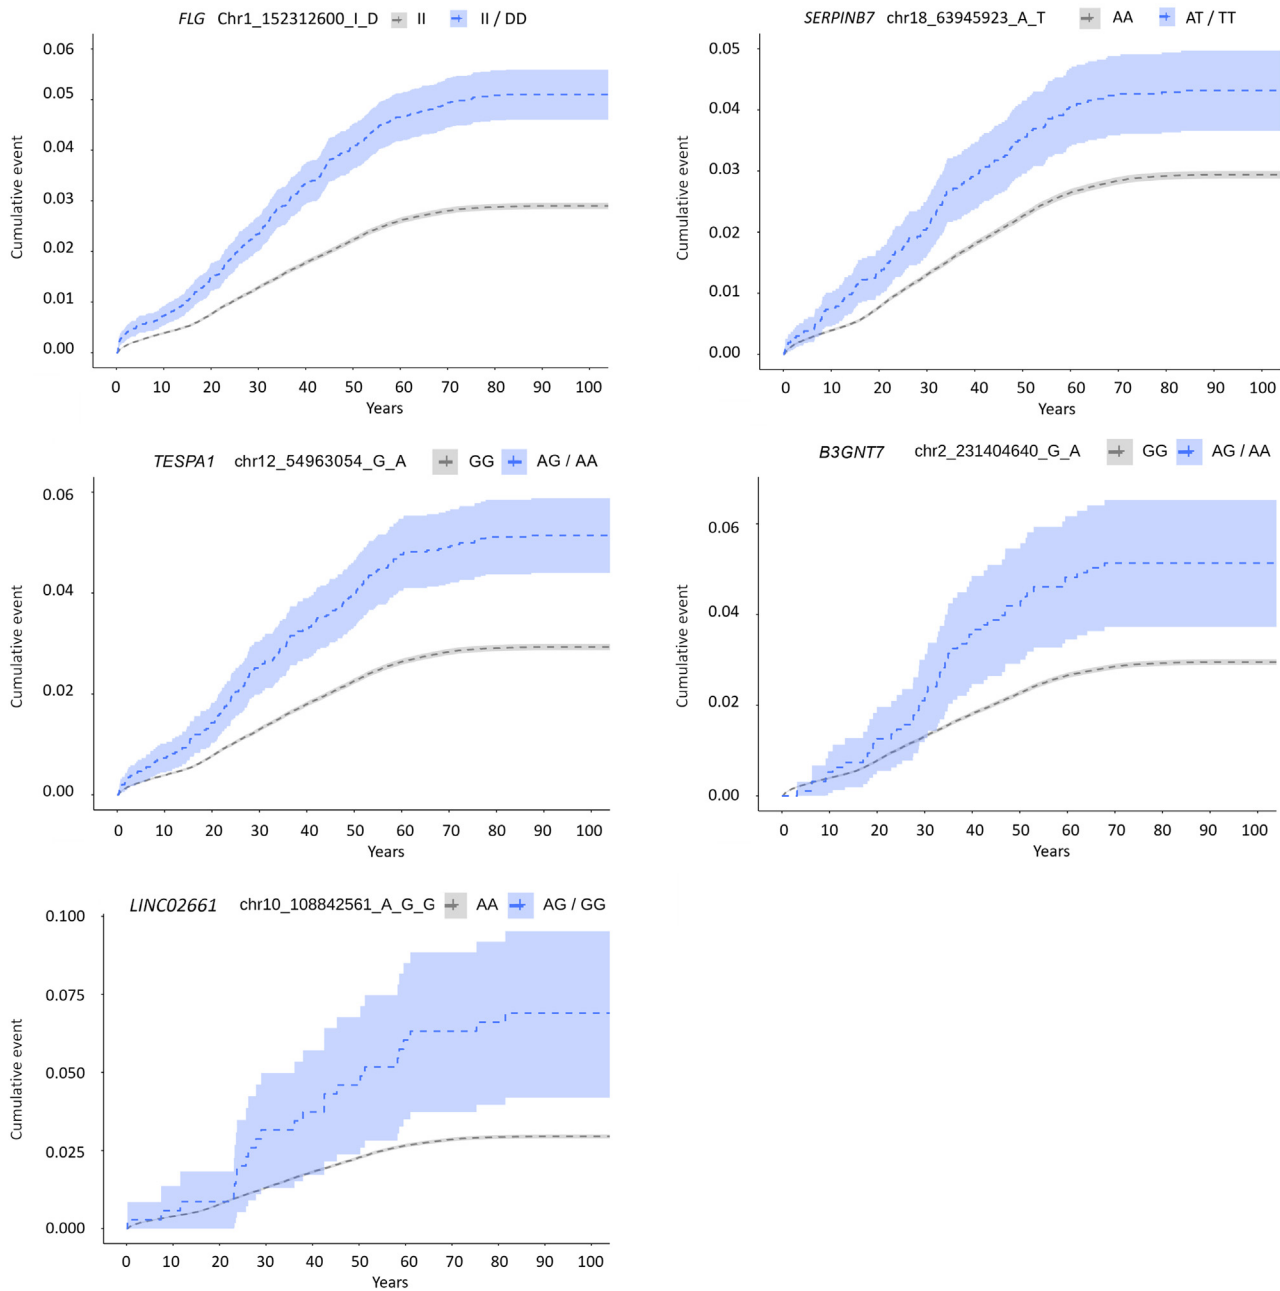 FLG Chr1_152312600_I_D II II / DD
0.06
0.05
0.04
0.03
0.02
0.01
0.00
Cumulative event
0 10 20 30 40 50 60 70 80 90 100
Years
SERPINB7 chr18_63945923_A_T AA AT / TT
0.05
0.04
0.03
0.02
0.01
0.00
Cumulative event
0 10 20 30 40 50 60 70 80 90 100
Years
TESPA1 chr12_54963054_G_A GG AG / AA
0.06
0.04
0.02
0.00
Cumulative event
0 10 20 30 40 50 60 70 80 90 100
Years
B3GNT7 chr2_231404640_G_A GG AG / AA
0.06
0.04
0.02
0.00
Cumulative event
0 10 20 30 40 50 60 70 80 90 100
Years
LINC02661 chr10_108842561_A_G_G AA AG / GG
0.100
0.075
0.050
0.025
0.000
Cumulative event
0 10 20 30 40 50 60 70 80 90 100
Years